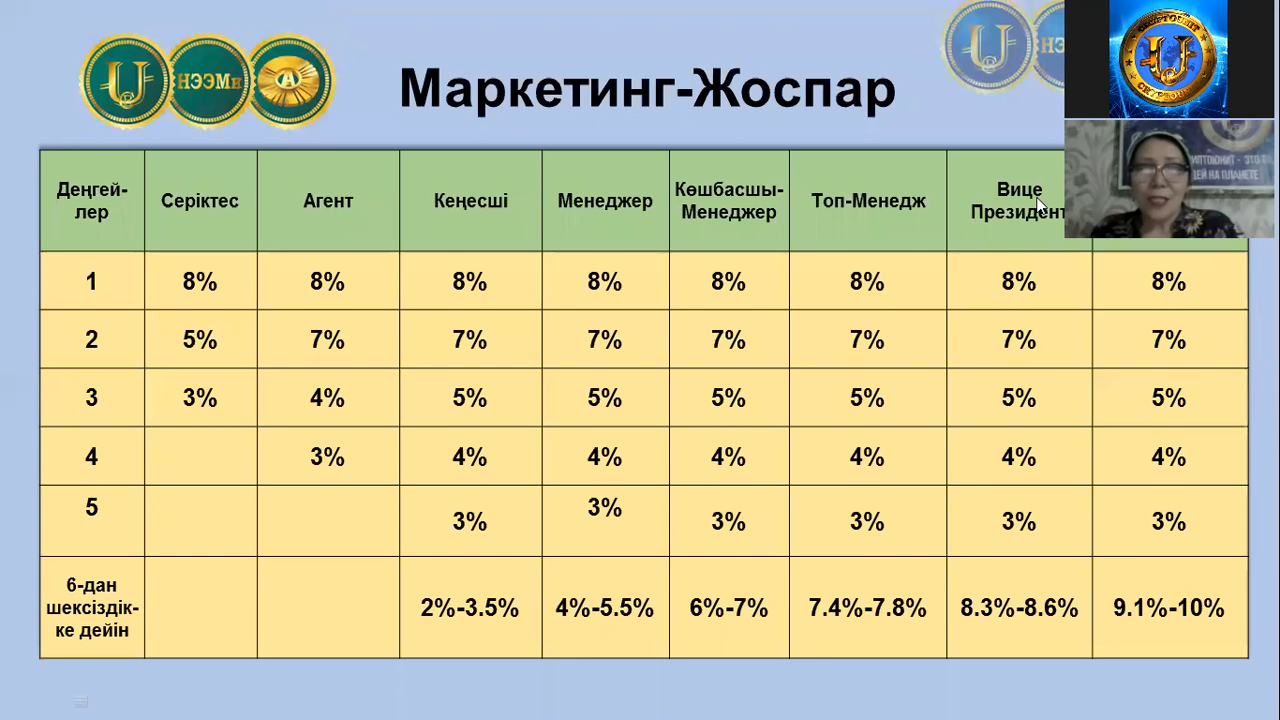 НЭЭМи
Маркетинг-Жоспар
Деңгей-
лер
Серіктес
Агент
Кеңесші
Менеджер
Көшбасшы-
Менеджер
Топ-Менедж
Вице
Президент
1 8% 8% 8% 8% 8% 8% 8% 8%
2 5% 7% 7% 7% 7% 7% 7% 7%
3 3% 4% 5% 5% 5% 5% 5% 5%
4 3% 4% 4% 4% 4% 4% 4%
5 3% 3% 3% 3% 3% 3%
6-дан
шексіздік-
ке дейін
2%-3.5% 4%-5.5% 6%-7% 7.4%-7.8% 8.3%-8.6% 9.1%-10%